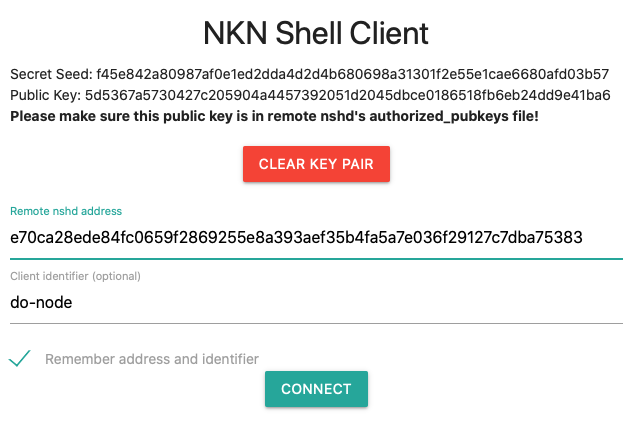 NKN Shell Client
Secret Seed: f45e842a80987af0e1ed2dda4d2d4b680698a31301f2e55e1cae6680afd03b57
Public Key: 5d5367a5730427c205904a4457392051d2045dbce0186518fb6eb24dd9e41ba6
Please make sure this public key is in remote nshd's authorized_pubkeys file!
CLEAR KEY PAIR
Remote nshd address
e70ca28ede84fc0659f2869255e8a393aef35b4fa5a7e036f29127c7dba75383
Client identifier (optional)
do-node
Remember address and identifier
CONNECT